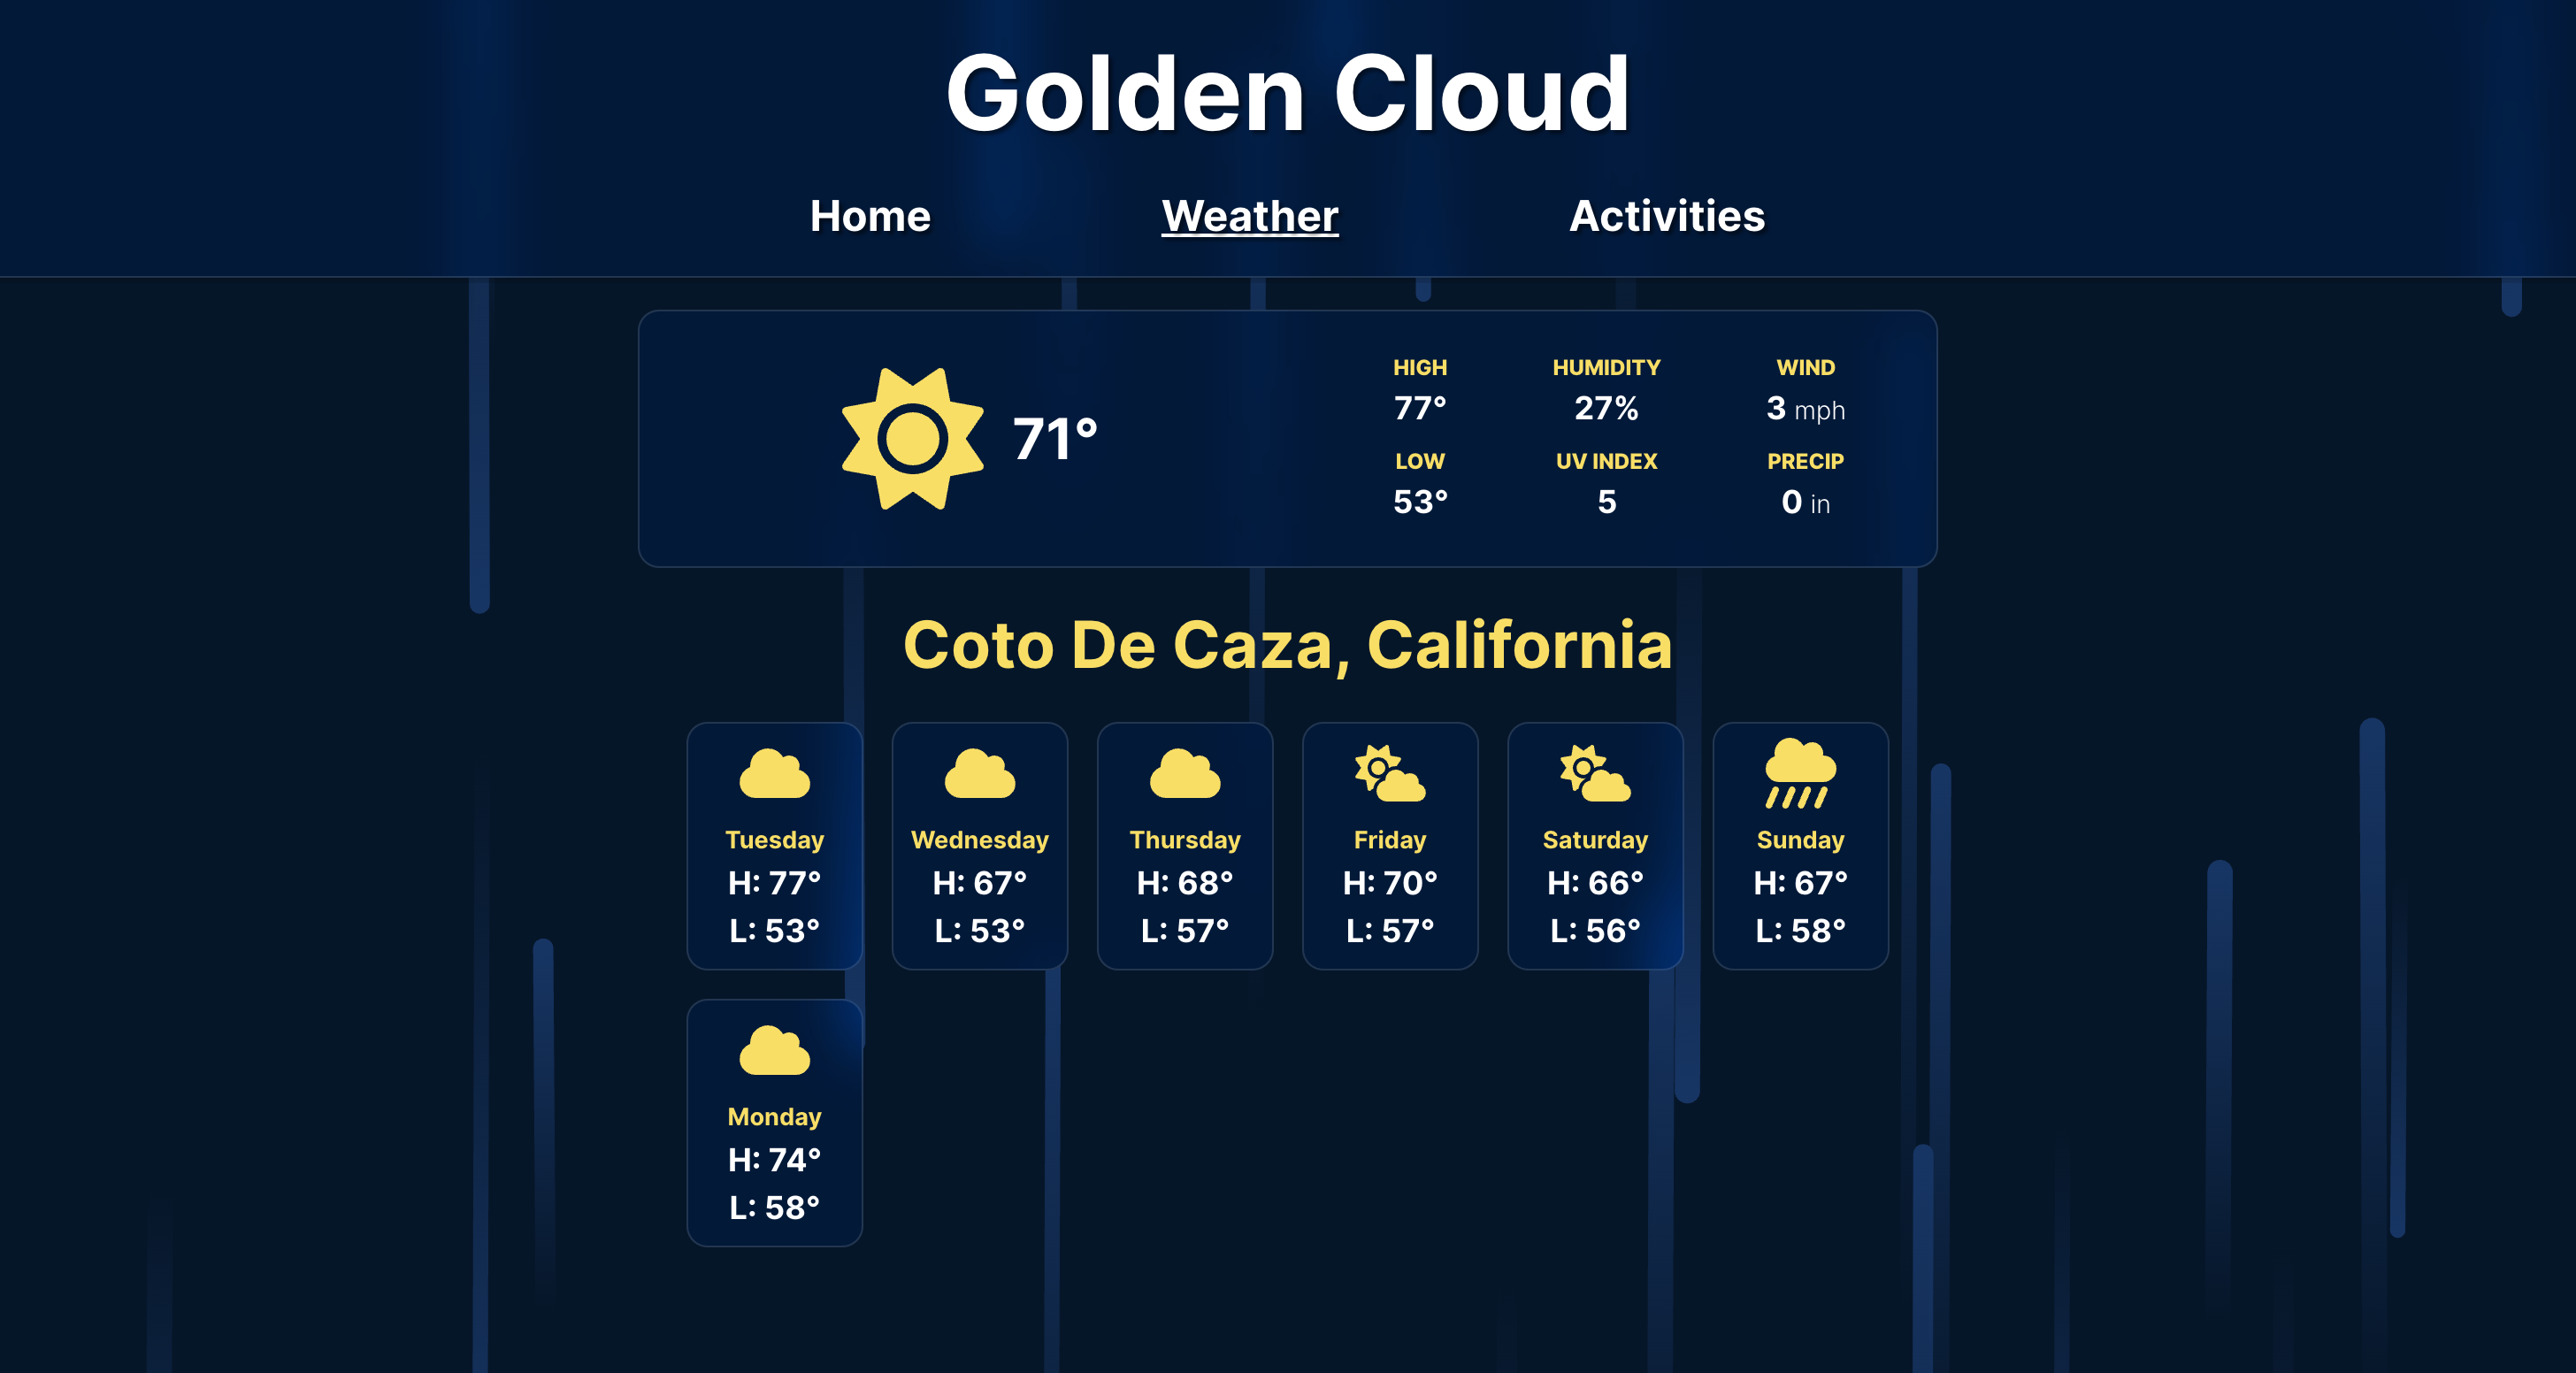 Golden Cloud
Home Weather Activities
71°
HIGH HUMIDITY WIND
77° 27% 3 mph
LOW UV INDEX PRECIP
53° 5 0 in
Coto De Caza, California
Tuesday Wednesday Thursday Friday Saturday Sunday
H: 77° H: 67° H: 68° H: 70° H: 66° H: 67°
L: 53° L: 53° L: 57° L: 57° L: 56° L: 58°
Monday
H: 74°
L: 58°